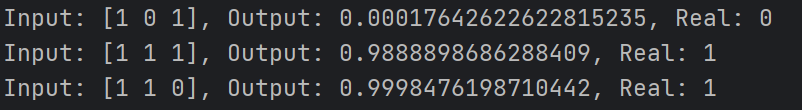 Input: [1 0 1], Output: 0.00017642622622815235, Real: 0
Input: [1 1 1], Output: 0.9888898686288409, Real: 1
Input: [1 1 0], Output: 0.9998476198710442, Real: 1